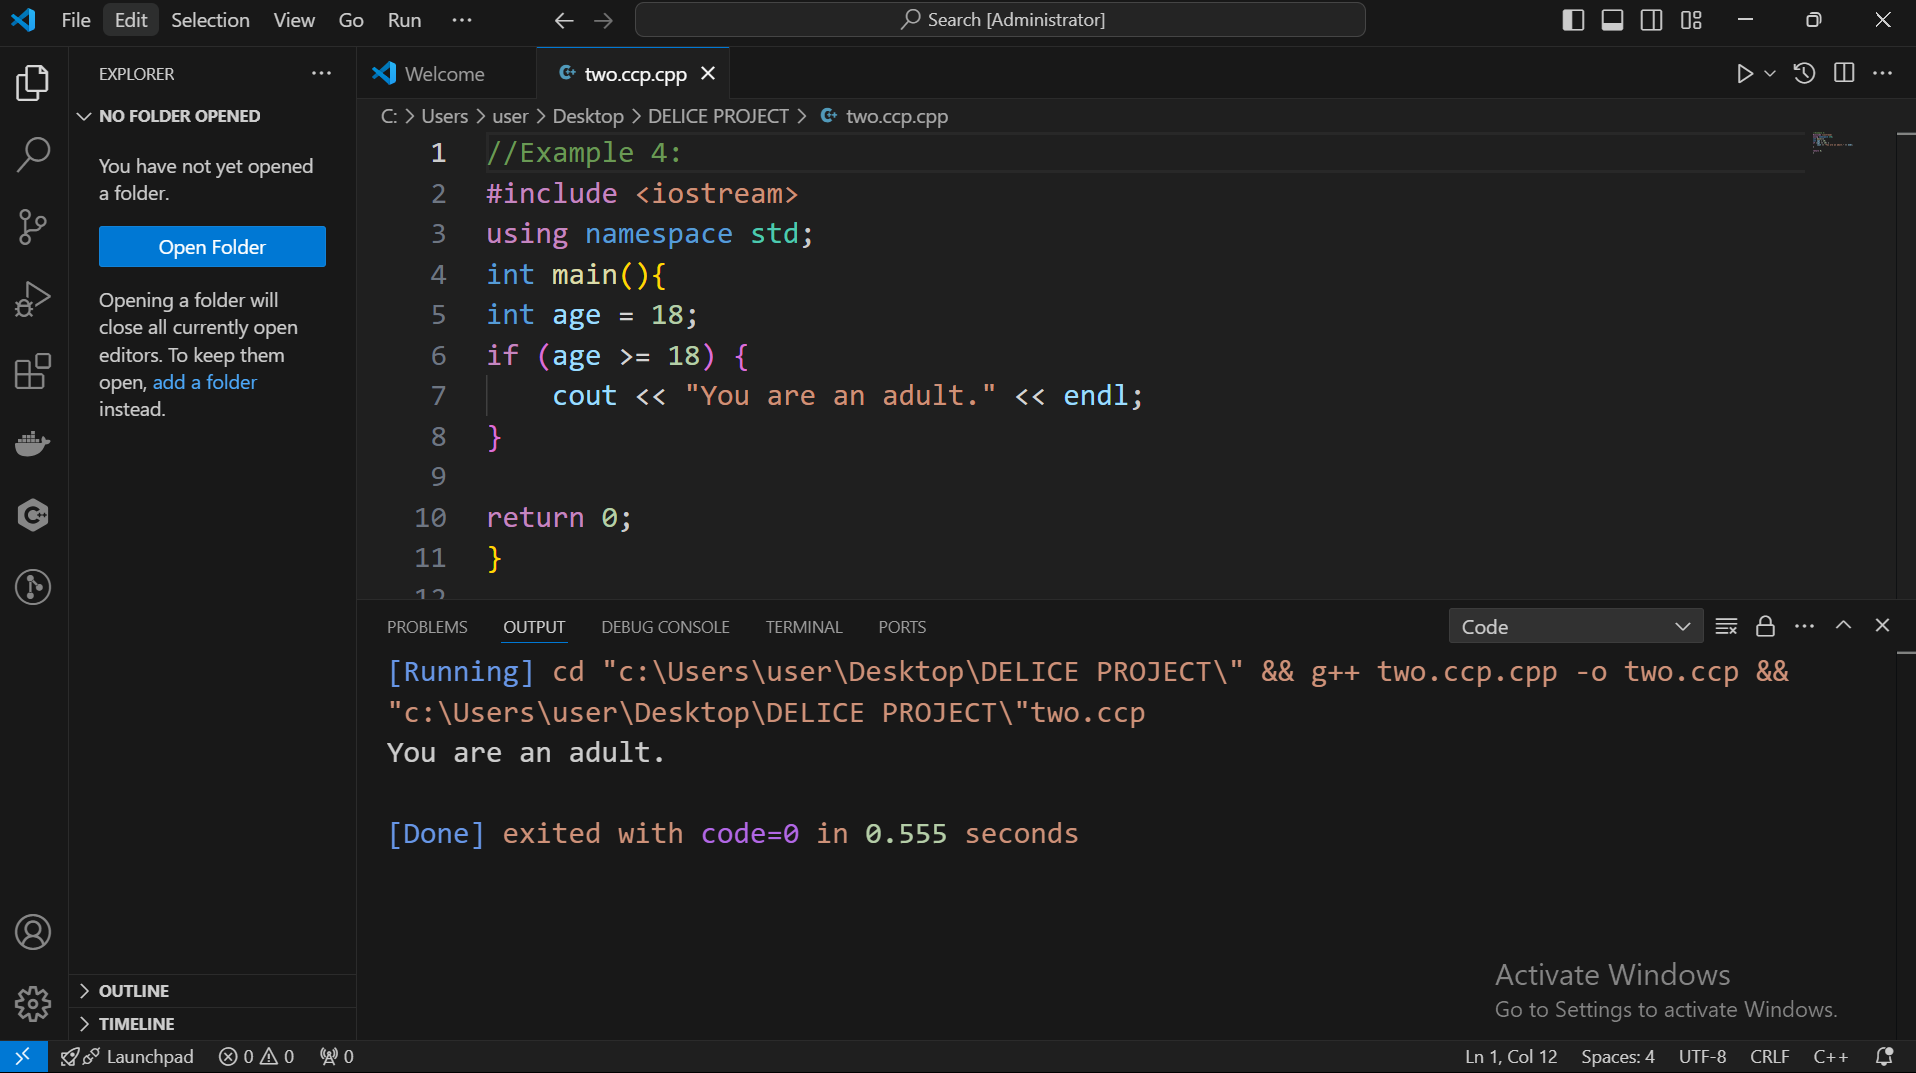 File Edit Selection View Go Run ··· Search [Administrator]
EXPLORER ···
NO FOLDER OPENED
You have not yet opened
a folder.
Open Folder
Opening a folder will
close all currently open
editors. To keep them
open, add a folder
instead.
OUTLINE
TIMELINE
Welcome two.ccp.cpp
C: > Users > user > Desktop > DELICE PROJECT > two.ccp.cpp
1 //Example 4:
2 #include <iostream>
3 using namespace std;
4 int main(){
5 int age = 18;
6 if (age >= 18) {
7 cout << "You are an adult." << endl;
8 }
9
10 return 0;
11 }
12
PROBLEMS OUTPUT DEBUG CONSOLE TERMINAL PORTS Code
[Running] cd "c:\Users\user\Desktop\DELICE PROJECT\" && g++ two.ccp.cpp -o two.ccp &&
"c:\Users\user\Desktop\DELICE PROJECT\"two.ccp
You are an adult.
[Done] exited with code=0 in 0.555 seconds
Activate Windows
Go to Settings to activate Windows.
Launchpad 0 0 0 Ln 1, Col 12 Spaces: 4 UTF-8 CRLF C++